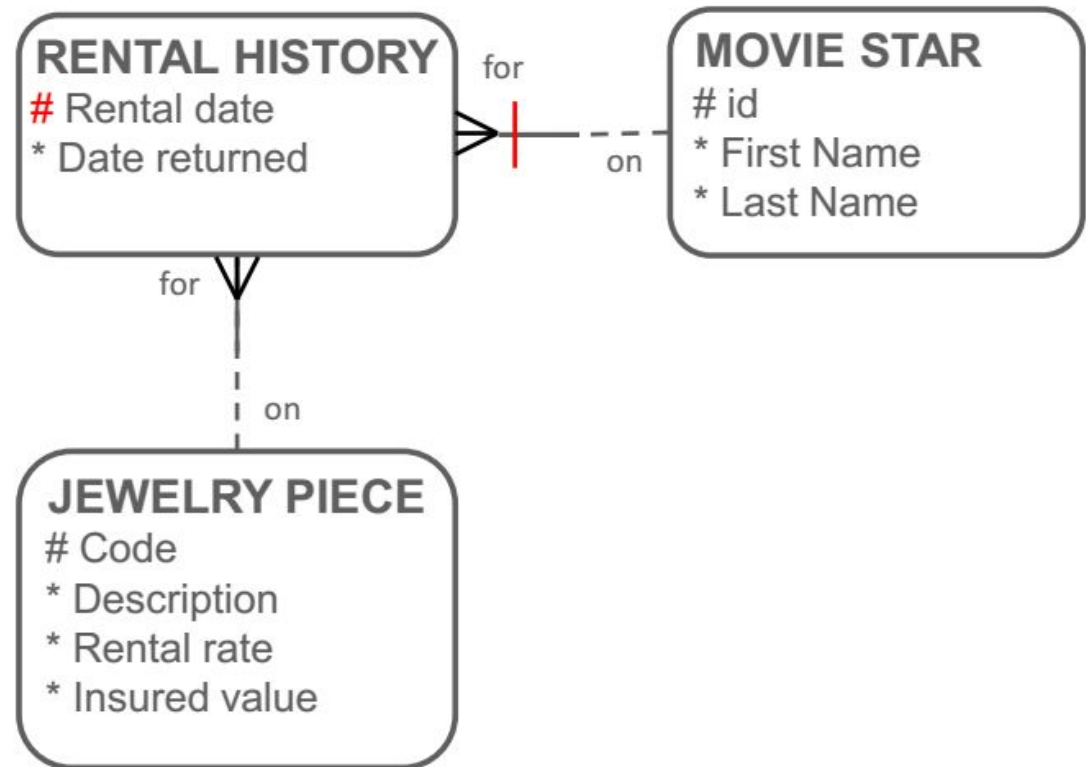 RENTAL HISTORY
# Rental date
* Date returned
for
on
MOVIE STAR
# id
* First Name
* Last Name
for
on
JEWELRY PIECE
# Code
* Description
* Rental rate
* Insured value